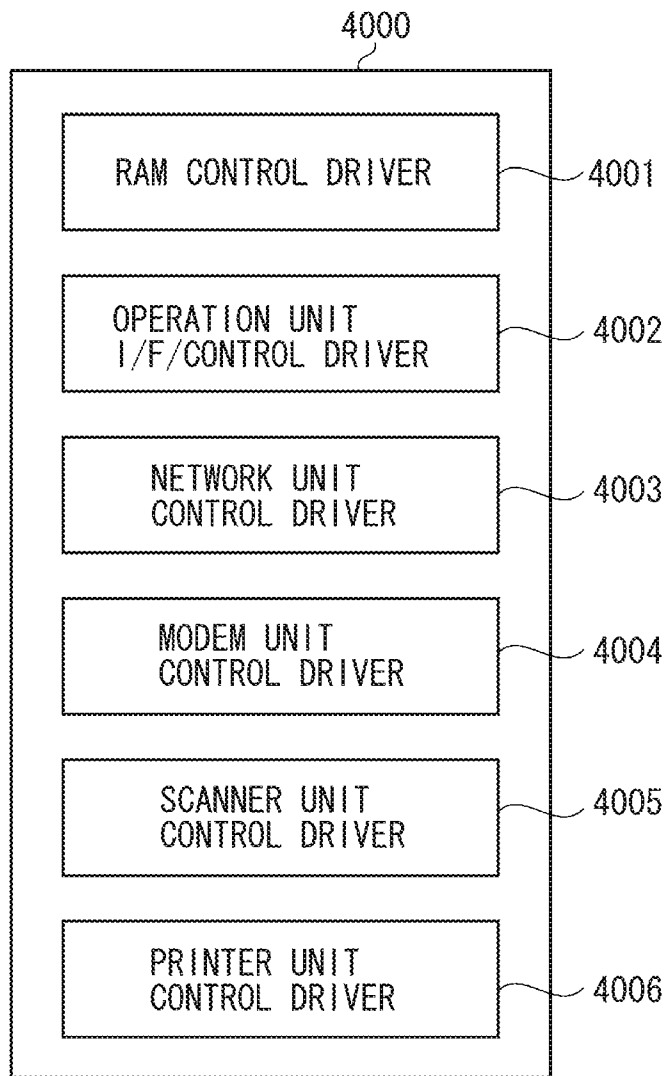 4000
RAM CONTROL DRIVER
4001
OPERATION UNIT
I/F/CONTROL DRIVER
4002
NETWORK UNIT
CONTROL DRIVER
4003
MODEM UNIT
CONTROL DRIVER
4004
SCANNER UNIT
CONTROL DRIVER
4005
PRINTER UNIT
CONTROL DRIVER
4006